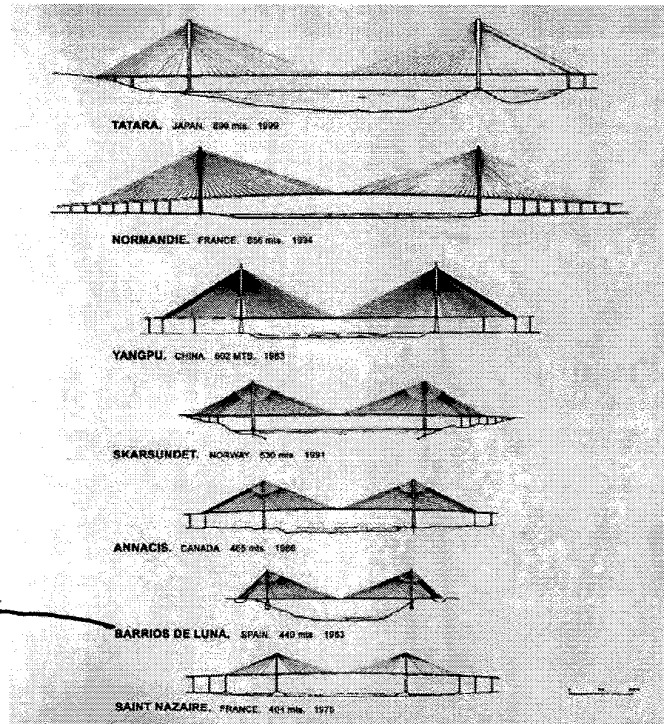 TATARA. JAPAN. 890 mts. 1999
NORMANDIE. FRANCE. 856 mts. 1994
YANGPU. CHINA. 602 MTS. 1983
SKARSUNDET. NORWAY. 530 mts. 1991
ANNACIS. CANADA. 465 mts. 1986
BARRIOS DE LUNA. SPAIN. 440 mts. 1983
SAINT NAZAIRE. FRANCE. 404 mts. 1975